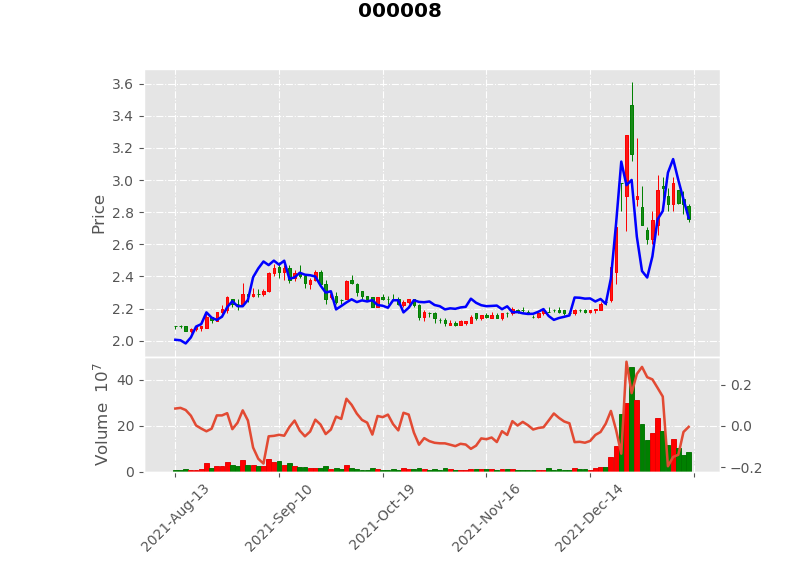 000008
3.6
3.4
3.2
3.0
2.8
2.6
2.4
2.2
2.0
Price
40
20
0
Volume 10^7
0.2
0.0
−0.2
2021-Aug-13
2021-Sep-10
2021-Oct-19
2021-Nov-16
2021-Dec-14